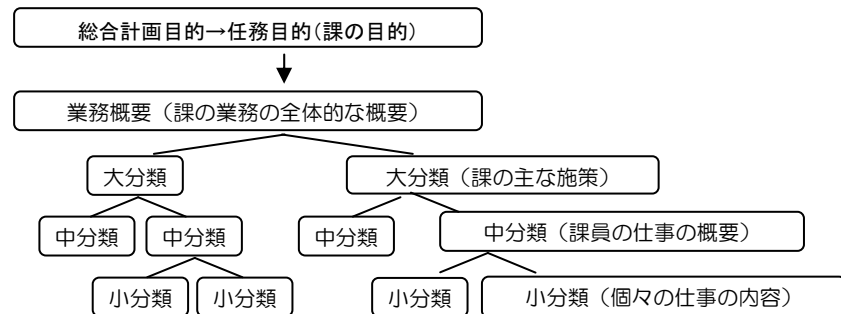 総合計画目的→任務目的(課の目的)
業務概要（課の業務の全体的な概要）
大分類
大分類（課の主な施策）
中分類
中分類
中分類
中分類（課員の仕事の概要）
小分類
小分類
小分類
小分類（個々の仕事の内容）